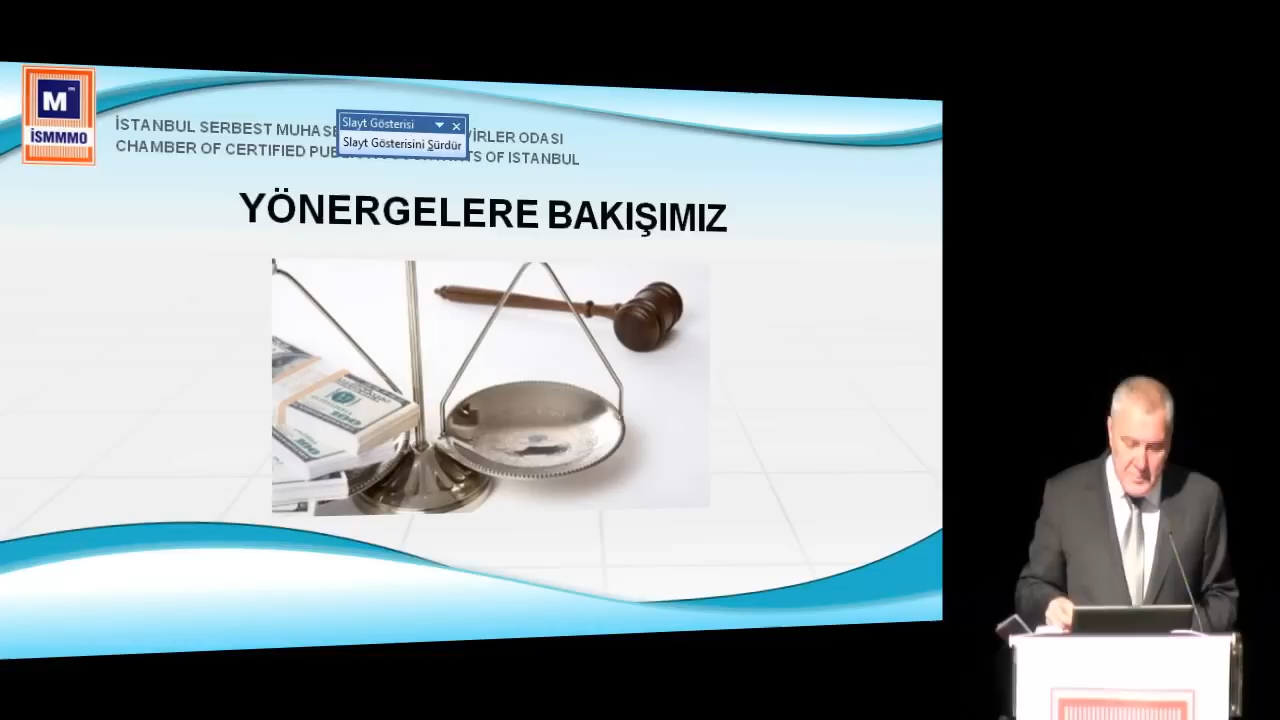 M
İSMMMO
İSTANBUL SERBEST MUHASE VİRLER ODASI
CHAMBER OF CERTIFIED PUB TS OF ISTANBUL
Slayt Gösterisi
Slayt Gösterisini Sürdür
YÖNERGELERE BAKIŞIMIZ